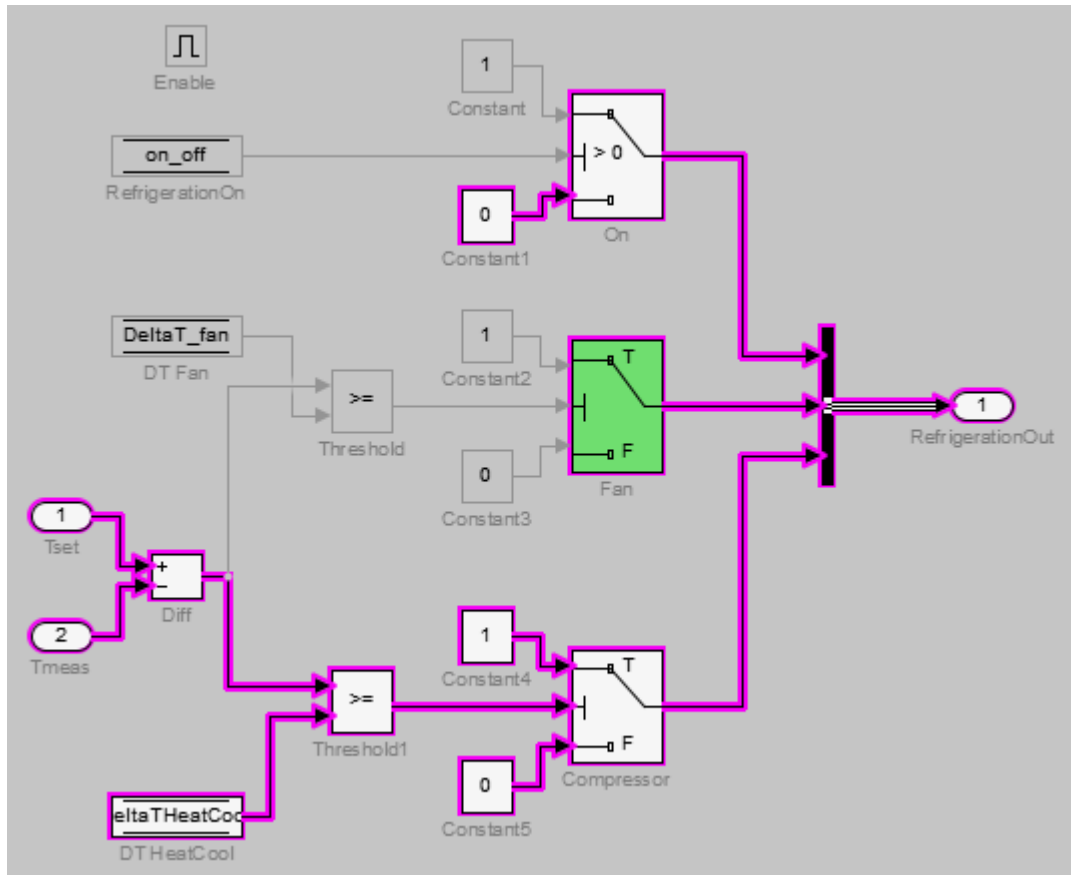 Enable
1
Constant
on_off
RefrigerationOn
> 0
0
Constant1
On
DeltaT_fan
DT Fan
1
Constant2
T
>=
Threshold
F
0
Constant3
Fan
1
RefrigerationOut
1
Tset
+
−
Diff
2
Tmeas
1
Constant4
T
>=
Threshold1
F
0
Constant5
Compressor
eltaTHeatCoo
DT HeatCool